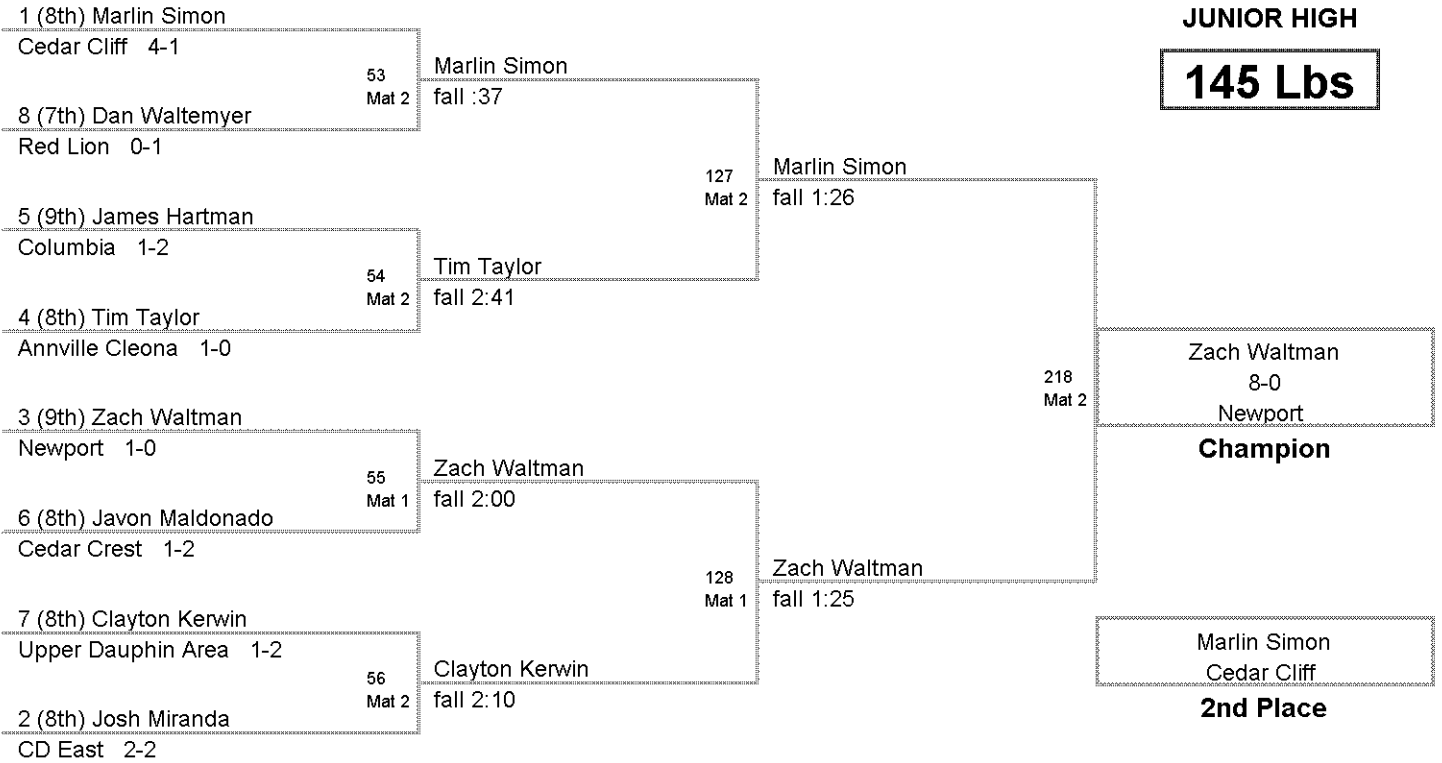 JUNIOR HIGH
145 Lbs
1 (8th) Marlin Simon
Cedar Cliff 4-1
8 (7th) Dan Waltemyer
Red Lion 0-1
5 (9th) James Hartman
Columbia 1-2
4 (8th) Tim Taylor
Annville Cleona 1-0
3 (9th) Zach Waltman
Newport 1-0
6 (8th) Javon Maldonado
Cedar Crest 1-2
7 (8th) Clayton Kerwin
Upper Dauphin Area 1-2
2 (8th) Josh Miranda
CD East 2-2
53
Mat 2
54
Mat 2
55
Mat 1
56
Mat 2
Marlin Simon
fall :37
Tim Taylor
fall 2:41
Zach Waltman
fall 2:00
Clayton Kerwin
fall 2:10
127
Mat 2
128
Mat 1
Marlin Simon
fall 1:26
Zach Waltman
fall 1:25
218
Mat 2
Zach Waltman
8-0
Newport
Champion
Marlin Simon
Cedar Cliff
2nd Place